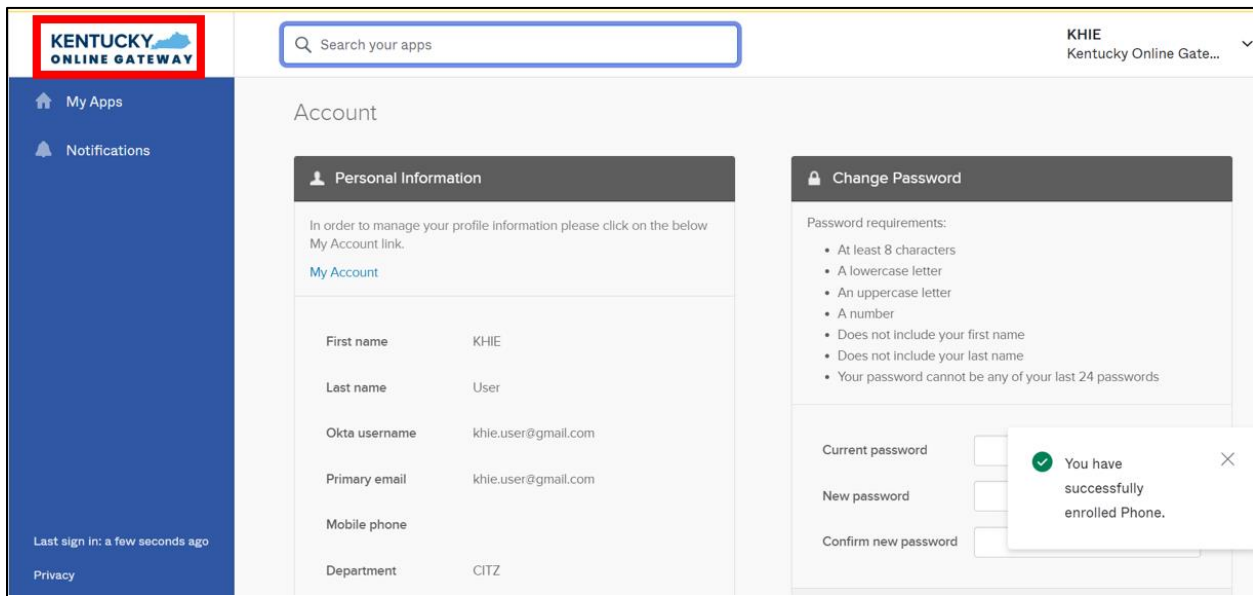 KENTUCKY
ONLINE GATEWAY
Search your apps
KHIE
Kentucky Online Gate...
My Apps
Notifications
Last sign in: a few seconds ago
Privacy
Account
Personal Information
In order to manage your profile information please click on the below
My Account link.
My Account
First name KHIE
Last name User
Okta username khie.user@gmail.com
Primary email khie.user@gmail.com
Mobile phone
Department CITZ
Change Password
Password requirements:
• At least 8 characters
• A lowercase letter
• An uppercase letter
• A number
• Does not include your first name
• Does not include your last name
• Your password cannot be any of your last 24 passwords
Current password
New password
Confirm new password
You have
successfully
enrolled Phone.